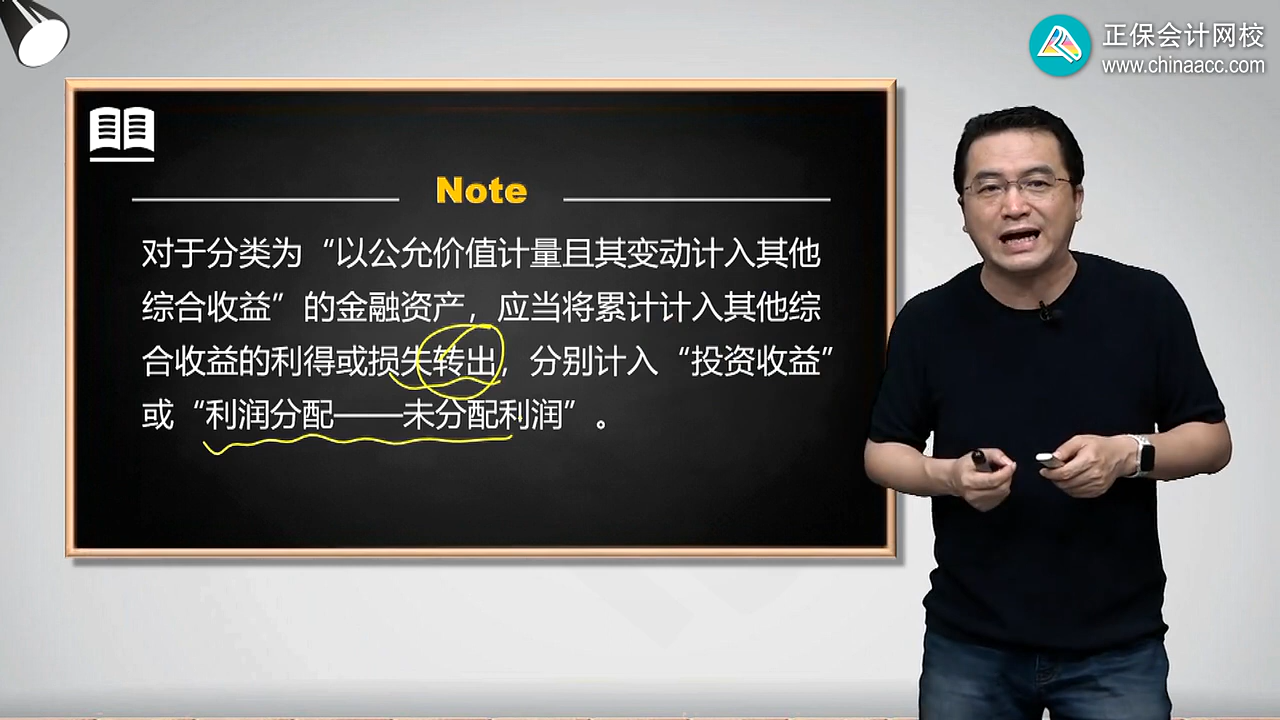 正保会计网校
www.chinaacc.com
Note
对于分类为“以公允价值计量且其变动计入其他
综合收益”的金融资产，应当将累计计入其他综
合收益的利得或损失转出，分别计入“投资收益”
或“利润分配——未分配利润”。